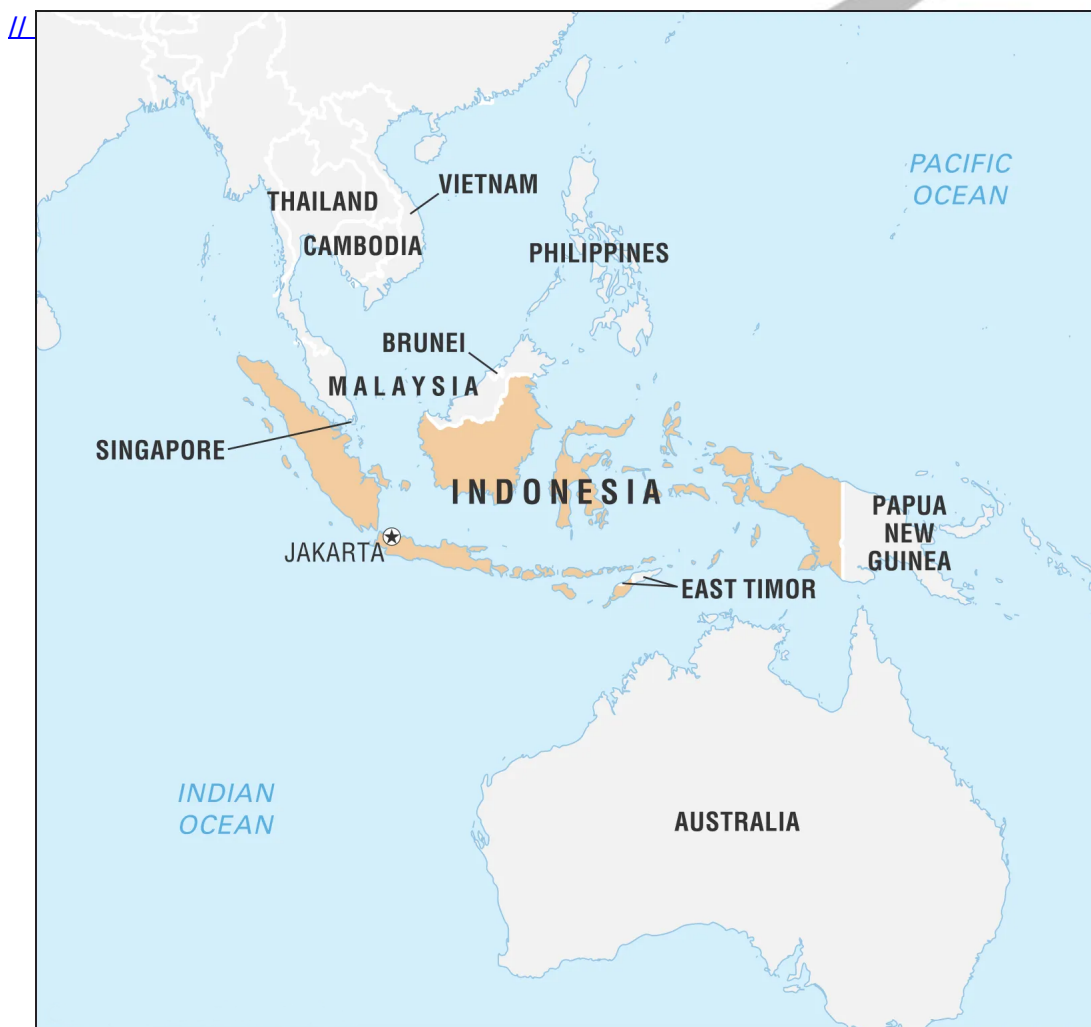 //
PACIFIC
OCEAN
VIETNAM
THAILAND
CAMBODIA
PHILIPPINES
BRUNEI
MALAYSIA
SINGAPORE
INDONESIA
PAPUA
NEW
GUINEA
JAKARTA
EAST TIMOR
INDIAN
OCEAN
AUSTRALIA